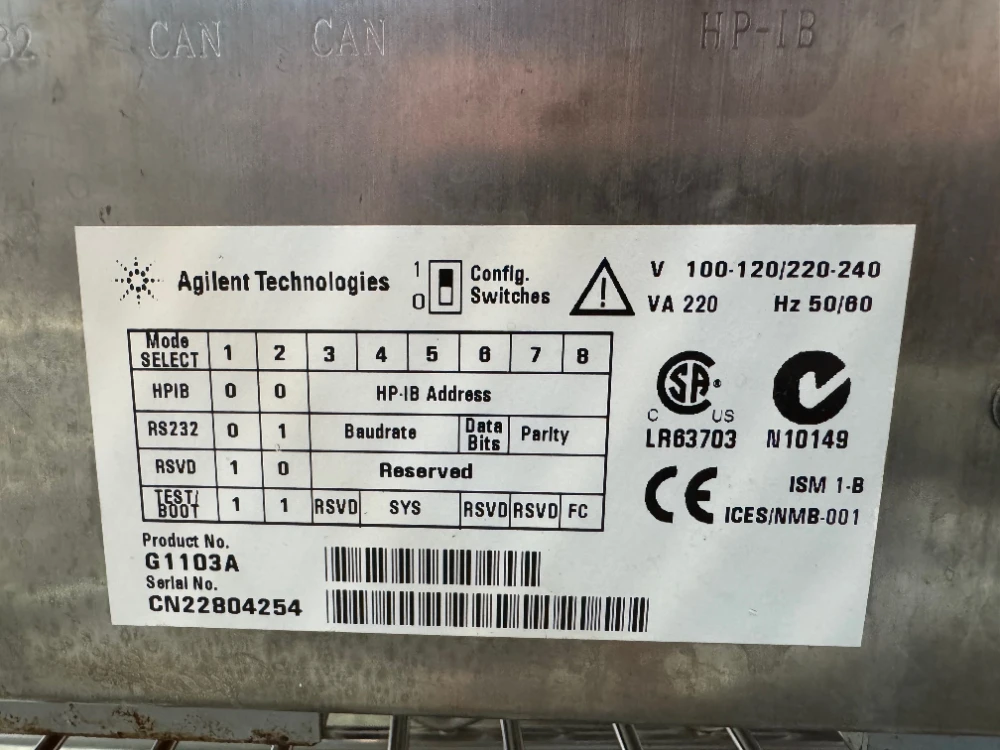 32 CAN CAN HP-IB
Agilent Technologies
1
0
Config.
Switches
V 100-120/220-240
VA 220 Hz 50/60
Mode
SELECT 1 2 3 4 5 6 7 8
HPIB 0 0 HP-IB Address
RS232 0 1 Baudrate Data Bits Parity
RSVD 1 0 Reserved
TEST/
BOOT 1 1 RSVD SYS RSVD RSVD FC
SA
C US
LR63703 N10149
CE
ISM 1-B
ICES/NMB-001
Product No.
G1103A
Serial No.
CN22804254